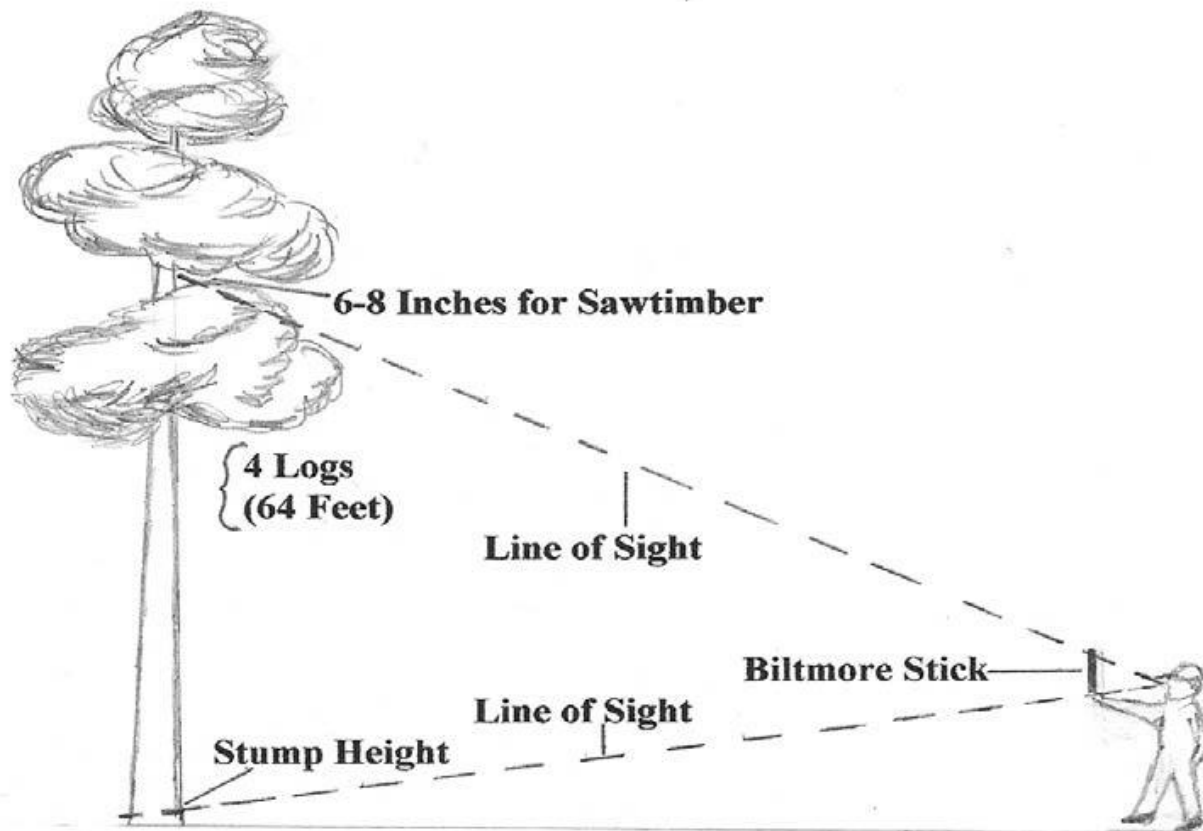 6-8 Inches for Sawtimber
4 Logs
(64 Feet)
Line of Sight
Biltmore Stick
Line of Sight
Stump Height